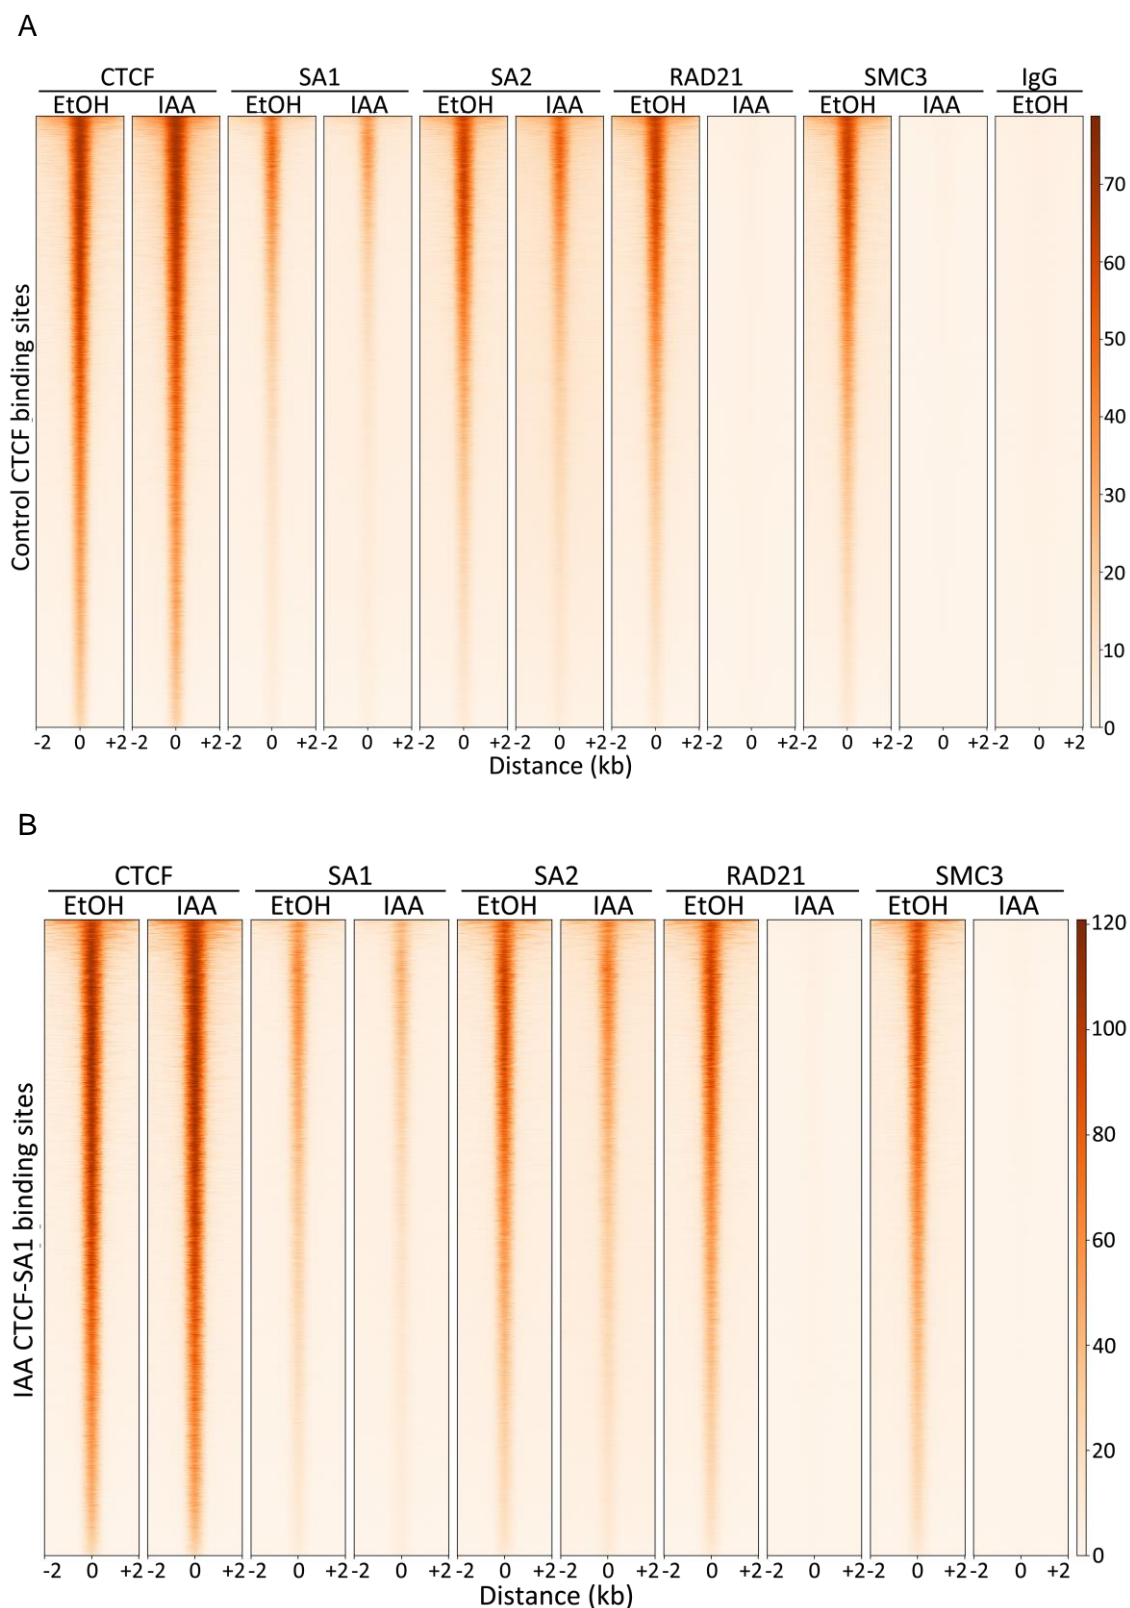 A
CTCF SA1 SA2 RAD21 SMC3 IgG
EtOH IAA EtOH IAA EtOH IAA EtOH IAA EtOH IAA EtOH
Control CTCF binding sites
70
60
50
40
30
20
10
0
-2 0 +2 -2 0 +2 -2 0 +2 -2 0 +2 -2 0 +2 -2 0 +2 -2 0 +2 -2 0 +2 -2 0 +2 -2 0 +2 -2 0 +2
Distance (kb)
B
CTCF SA1 SA2 RAD21 SMC3
EtOH IAA EtOH IAA EtOH IAA EtOH IAA EtOH IAA
IAA CTCF-SA1 binding sites
120
100
80
60
40
20
0
-2 0 +2 -2 0 +2 -2 0 +2 -2 0 +2 -2 0 +2 -2 0 +2 -2 0 +2 -2 0 +2 -2 0 +2 -2 0 +2
Distance (kb)